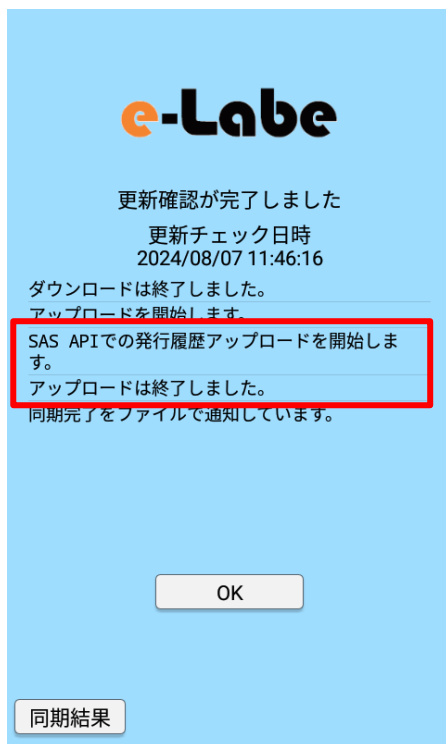 e-Labe
更新確認が完了しました
更新チェック日時
2024/08/07 11:46:16
ダウンロードは終了しました。
アップロードを開始します。
SAS APIでの発行履歴アップロードを開始しま
す。
アップロードは終了しました。
同期完了をファイルで通知しています。
OK
同期結果